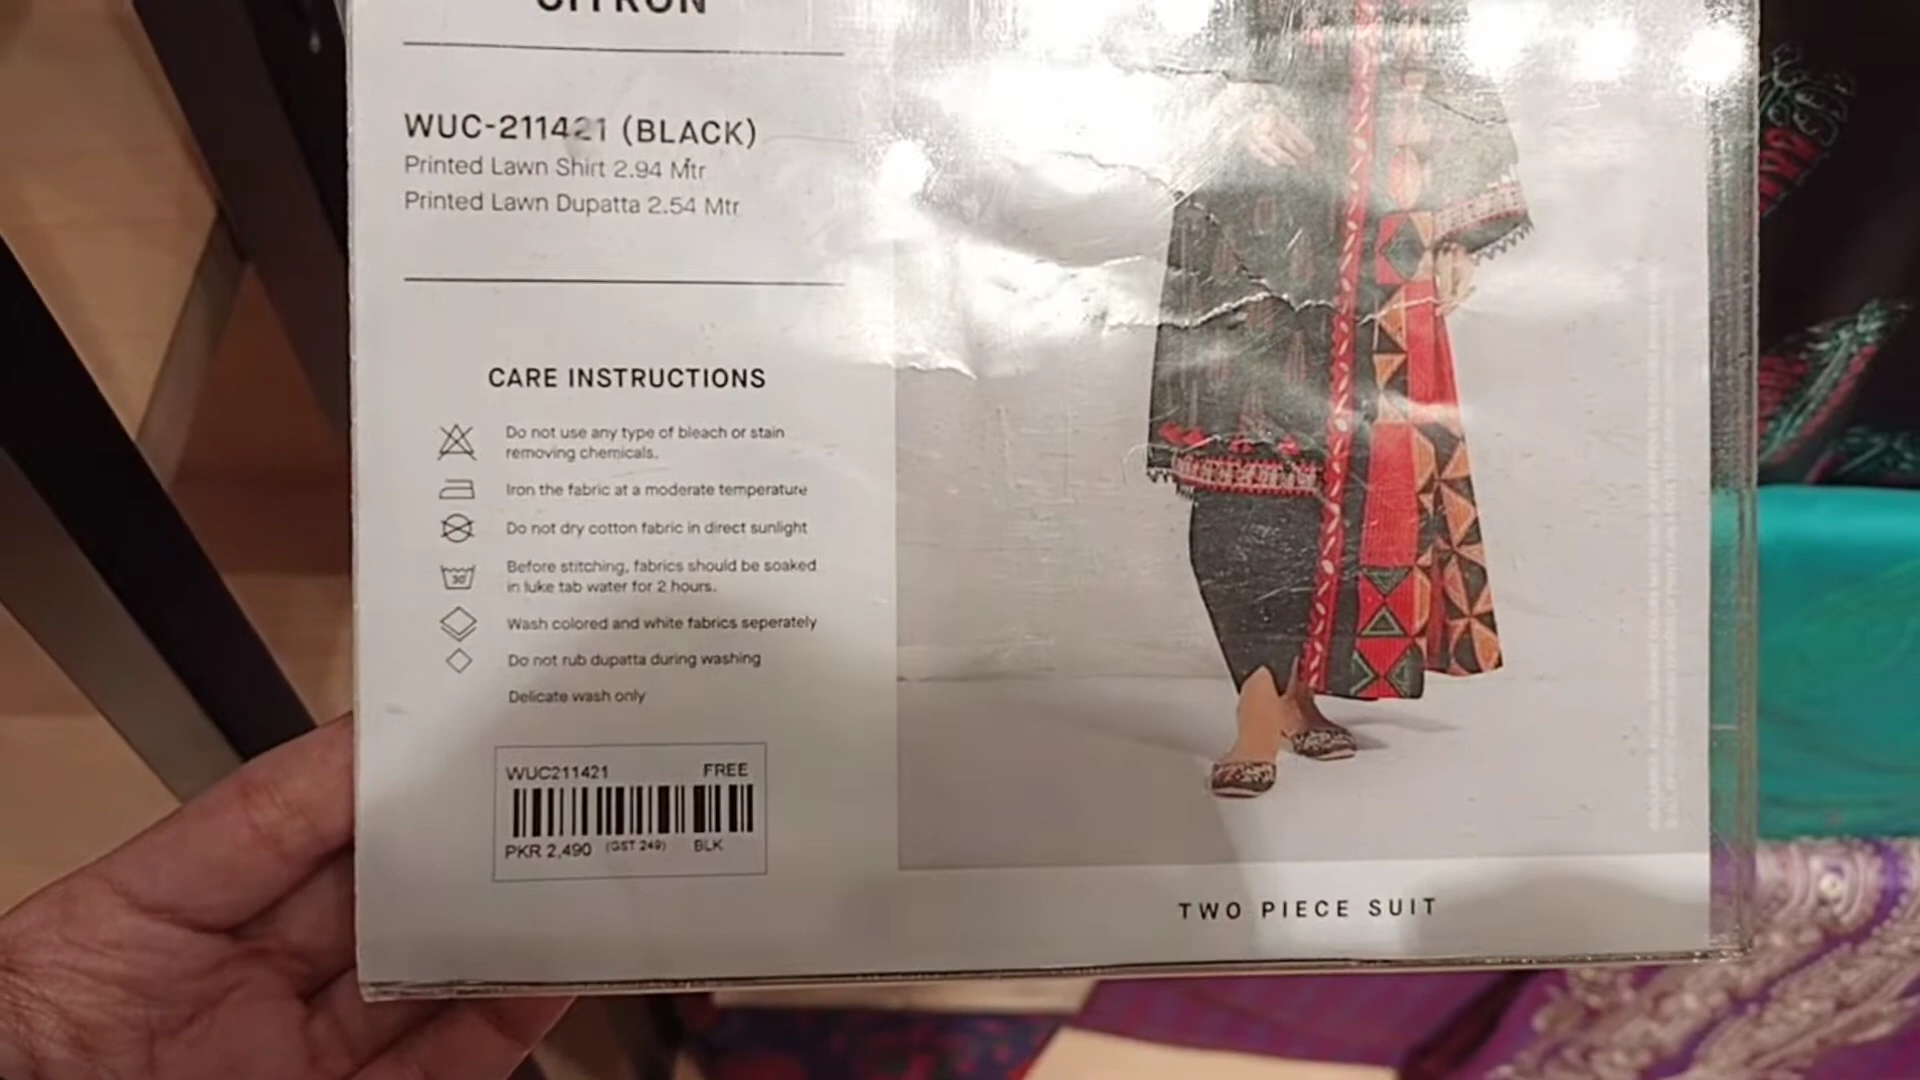 CITRON
WUC-211421 (BLACK)
Printed Lawn Shirt 2.94 Mtr
Printed Lawn Dupatta 2.54 Mtr
CARE INSTRUCTIONS
Do not use any type of bleach or stain
removing chemicals.
Iron the fabric at a moderate temperature
Do not dry cotton fabric in direct sunlight
30°
Before stitching, fabrics should be soaked
in luke tab water for 2 hours.
Wash colored and white fabrics seperately
Do not rub dupatta during washing
Delicate wash only
WUC211421 FREE
PKR 2,490 (GST 249) BLK
TWO PIECE SUIT